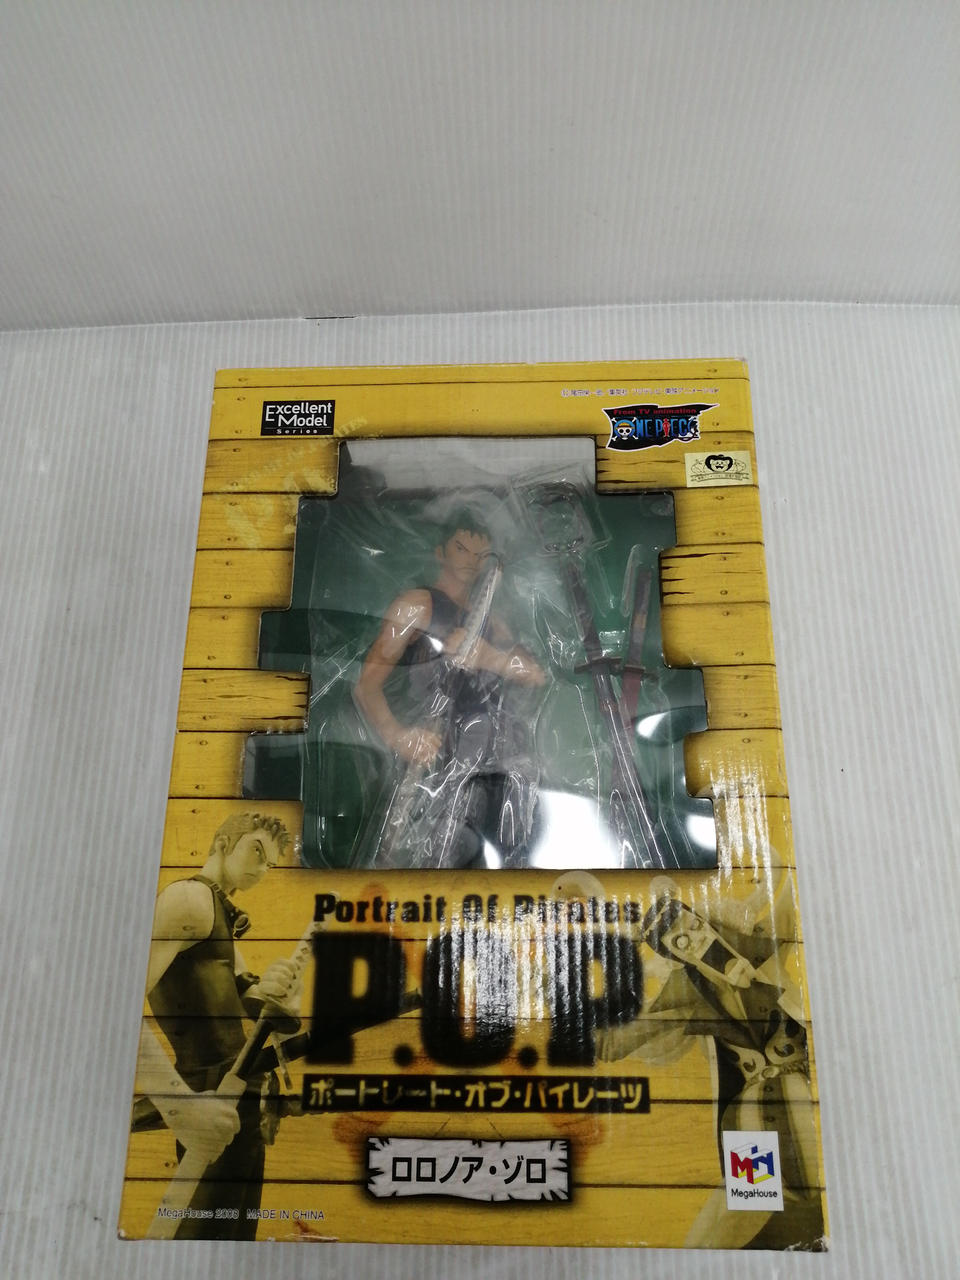 Excellent
Model
Series
From TV animation
ONE PIECE
Portrait Of Pirates
P.O.P
ポートレート・オブ・パイレーツ
ロロノア・ゾロ
MegaHouse
MegaHouse 2008 MADE IN CHINA